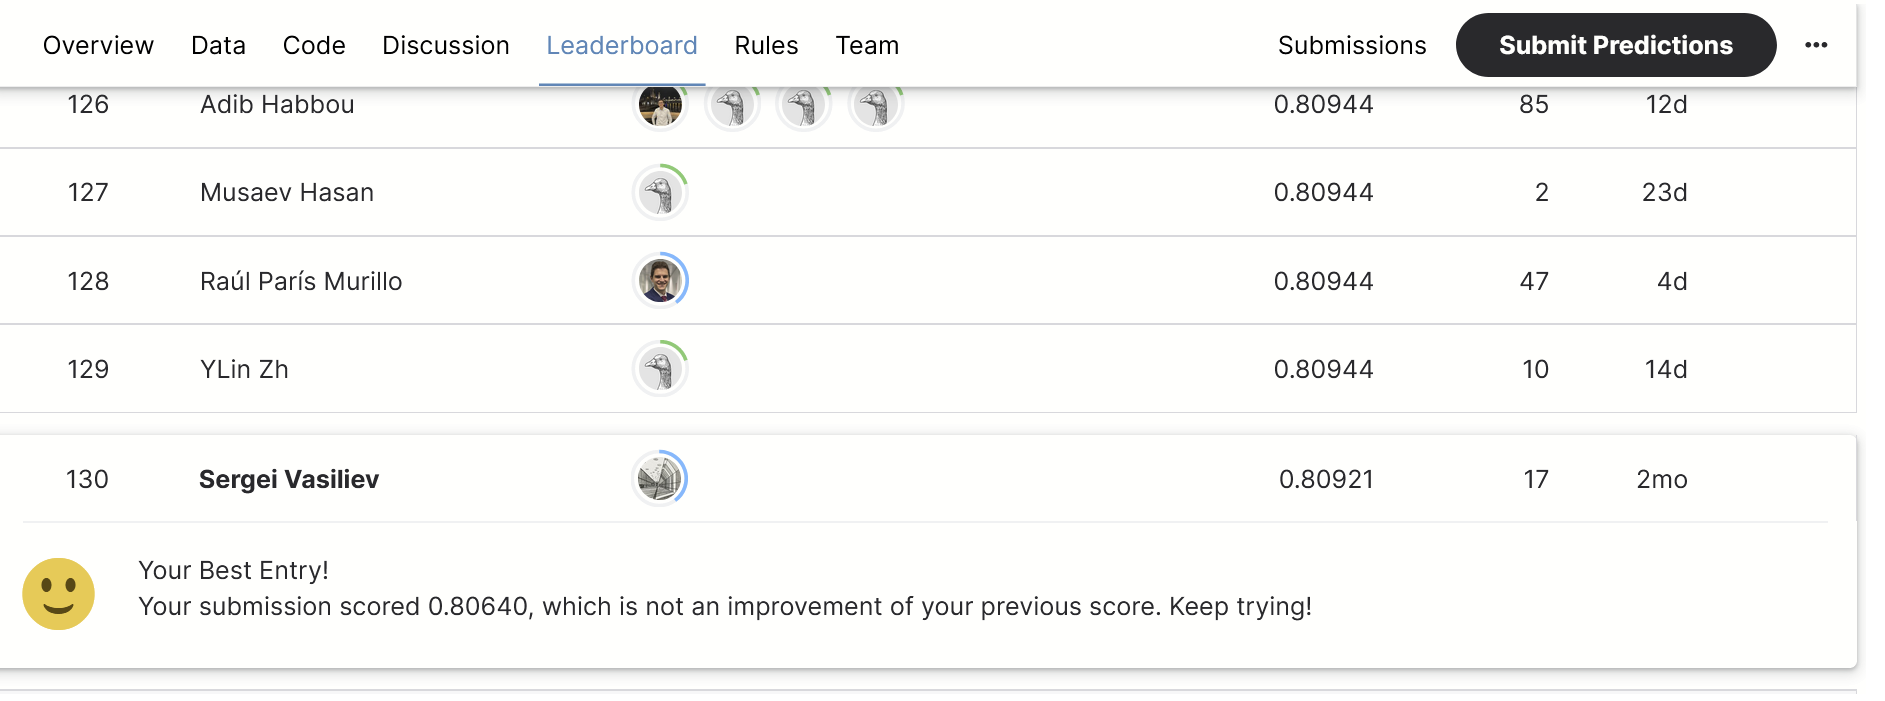 Overview Data Code Discussion Leaderboard Rules Team Submissions Submit Predictions •••
126 Adib Habbou 0.80944 85 12d
127 Musaev Hasan 0.80944 2 23d
128 Raúl París Murillo 0.80944 47 4d
129 YLin Zh 0.80944 10 14d
130 Sergei Vasiliev 0.80921 17 2mo
Your Best Entry!
Your submission scored 0.80640, which is not an improvement of your previous score. Keep trying!